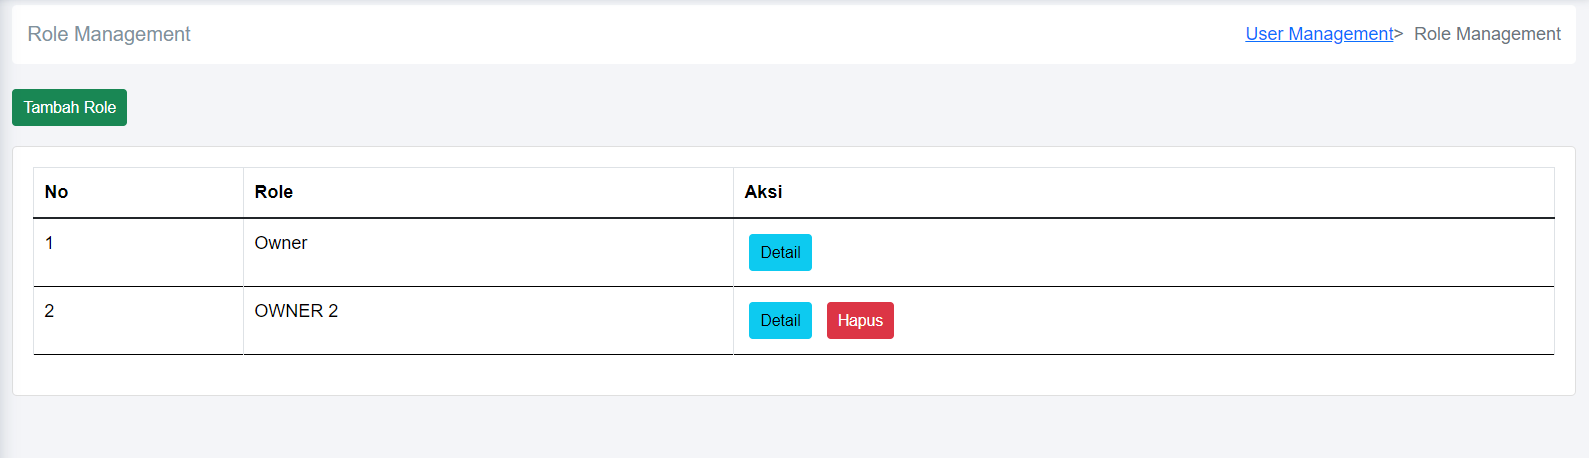 Role Management
User Management> Role Management
Tambah Role
No Role Aksi
1 Owner Detail
2 OWNER 2 Detail Hapus